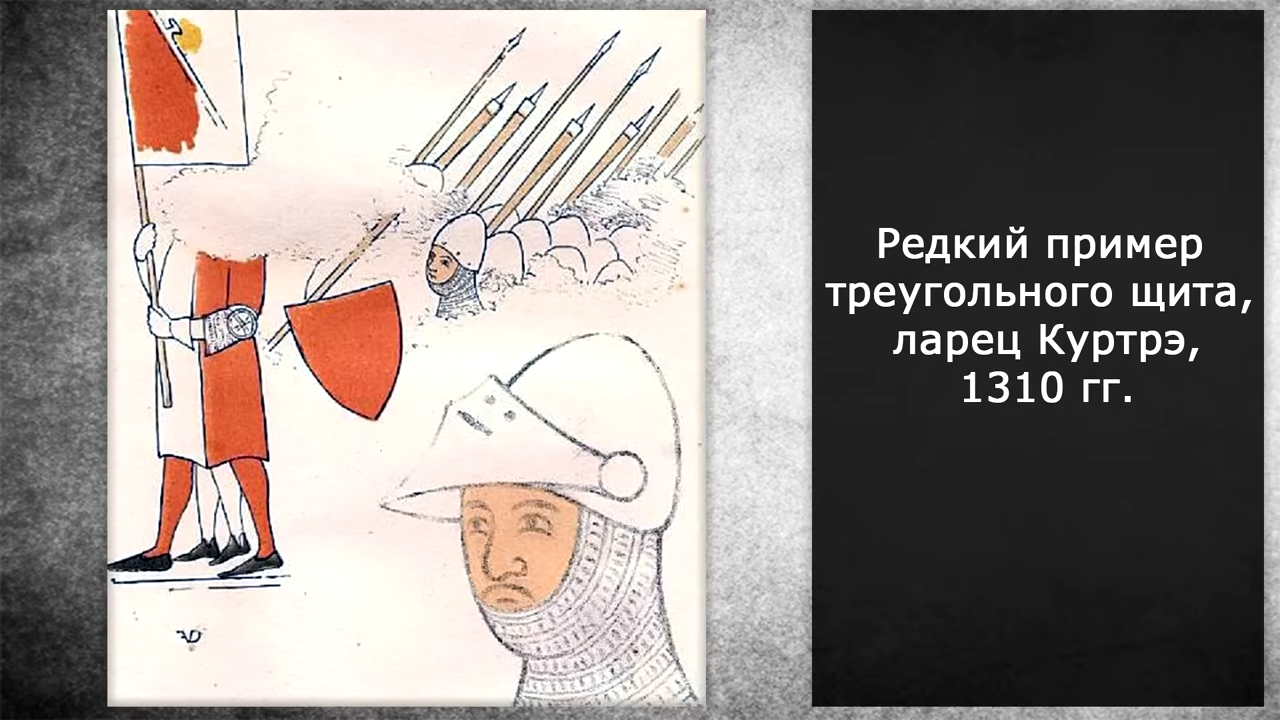 Редкий пример
треугольного щита,
ларец Куртрэ,
1310 гг.